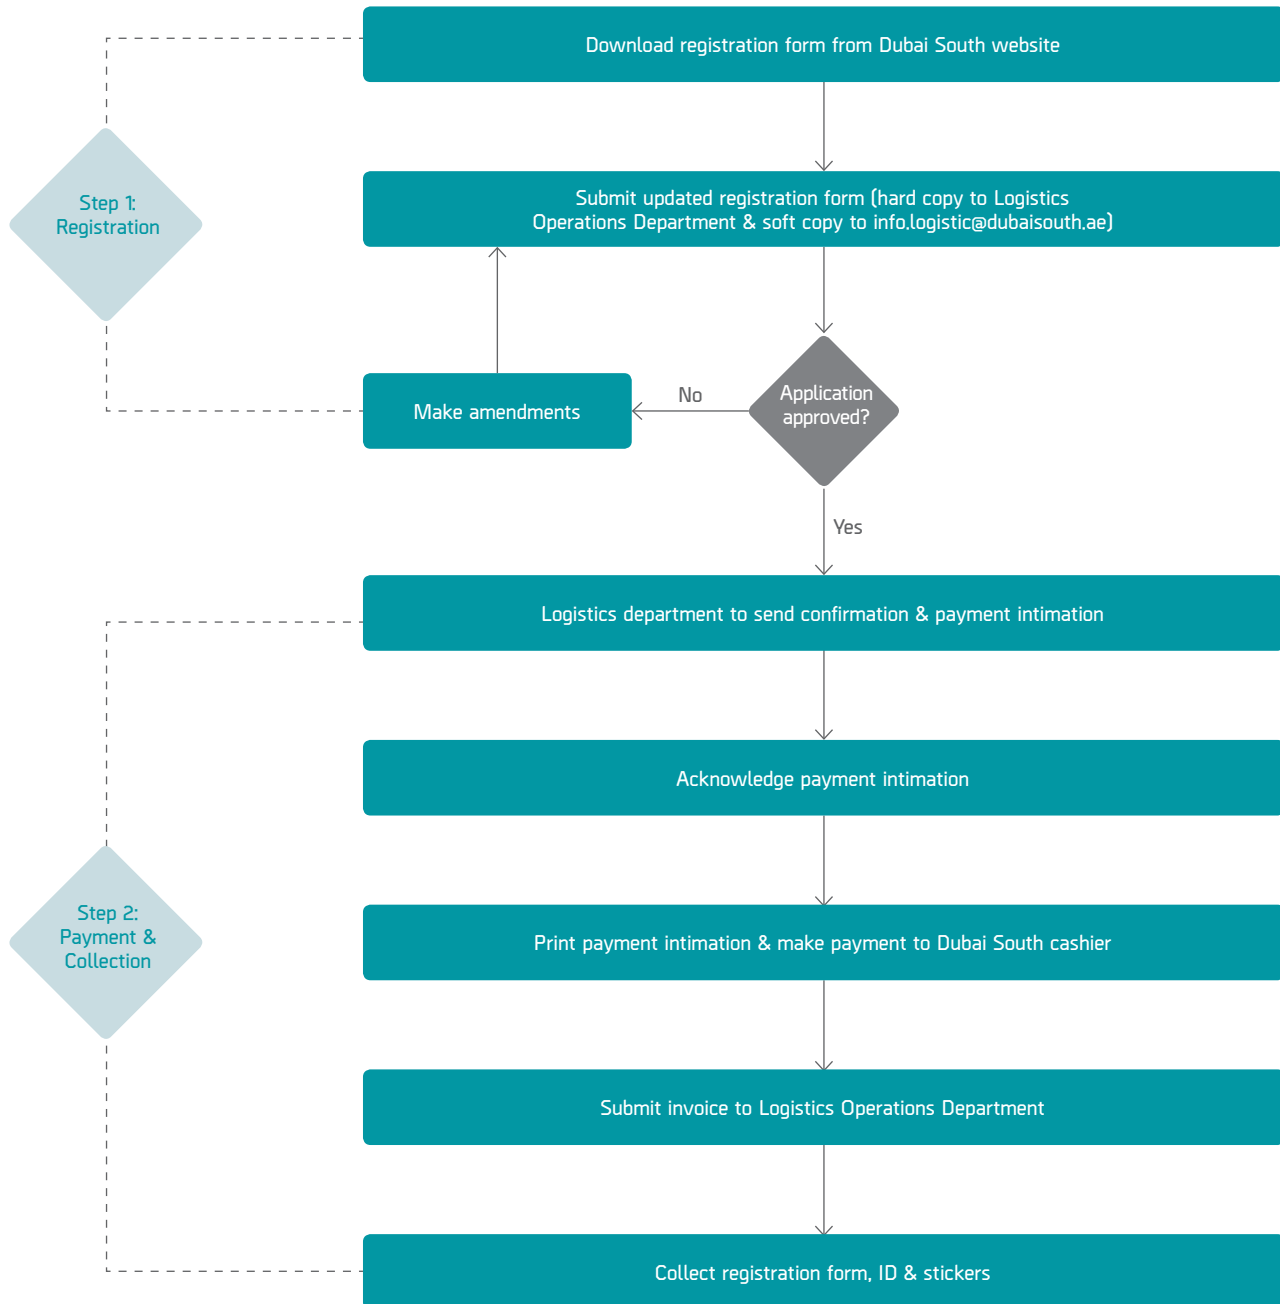 Download registration form from Dubai South website
Step 1:
Registration
Submit updated registration form (hard copy to Logistics
Operations Department & soft copy to info.logistic@dubaisouth.ae)
Make amendments
No
Application
approved?
Yes
Logistics department to send confirmation & payment intimation
Acknowledge payment intimation
Step 2:
Payment &
Collection
Print payment intimation & make payment to Dubai South cashier
Submit invoice to Logistics Operations Department
Collect registration form, ID & stickers